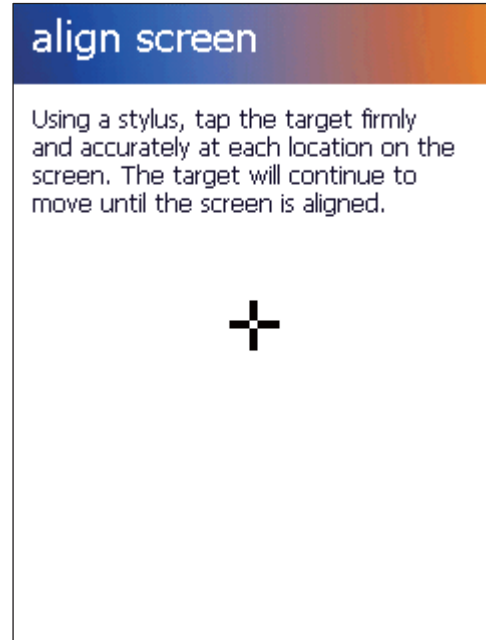 align screen
Using a stylus, tap the target firmly
and accurately at each location on the
screen. The target will continue to
move until the screen is aligned.